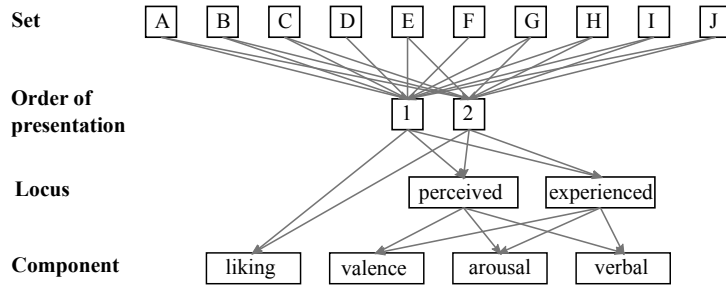 Set A B C D E F G H I J
Order of
presentation
1 2
Locus perceived experienced
Component liking valence arousal verbal